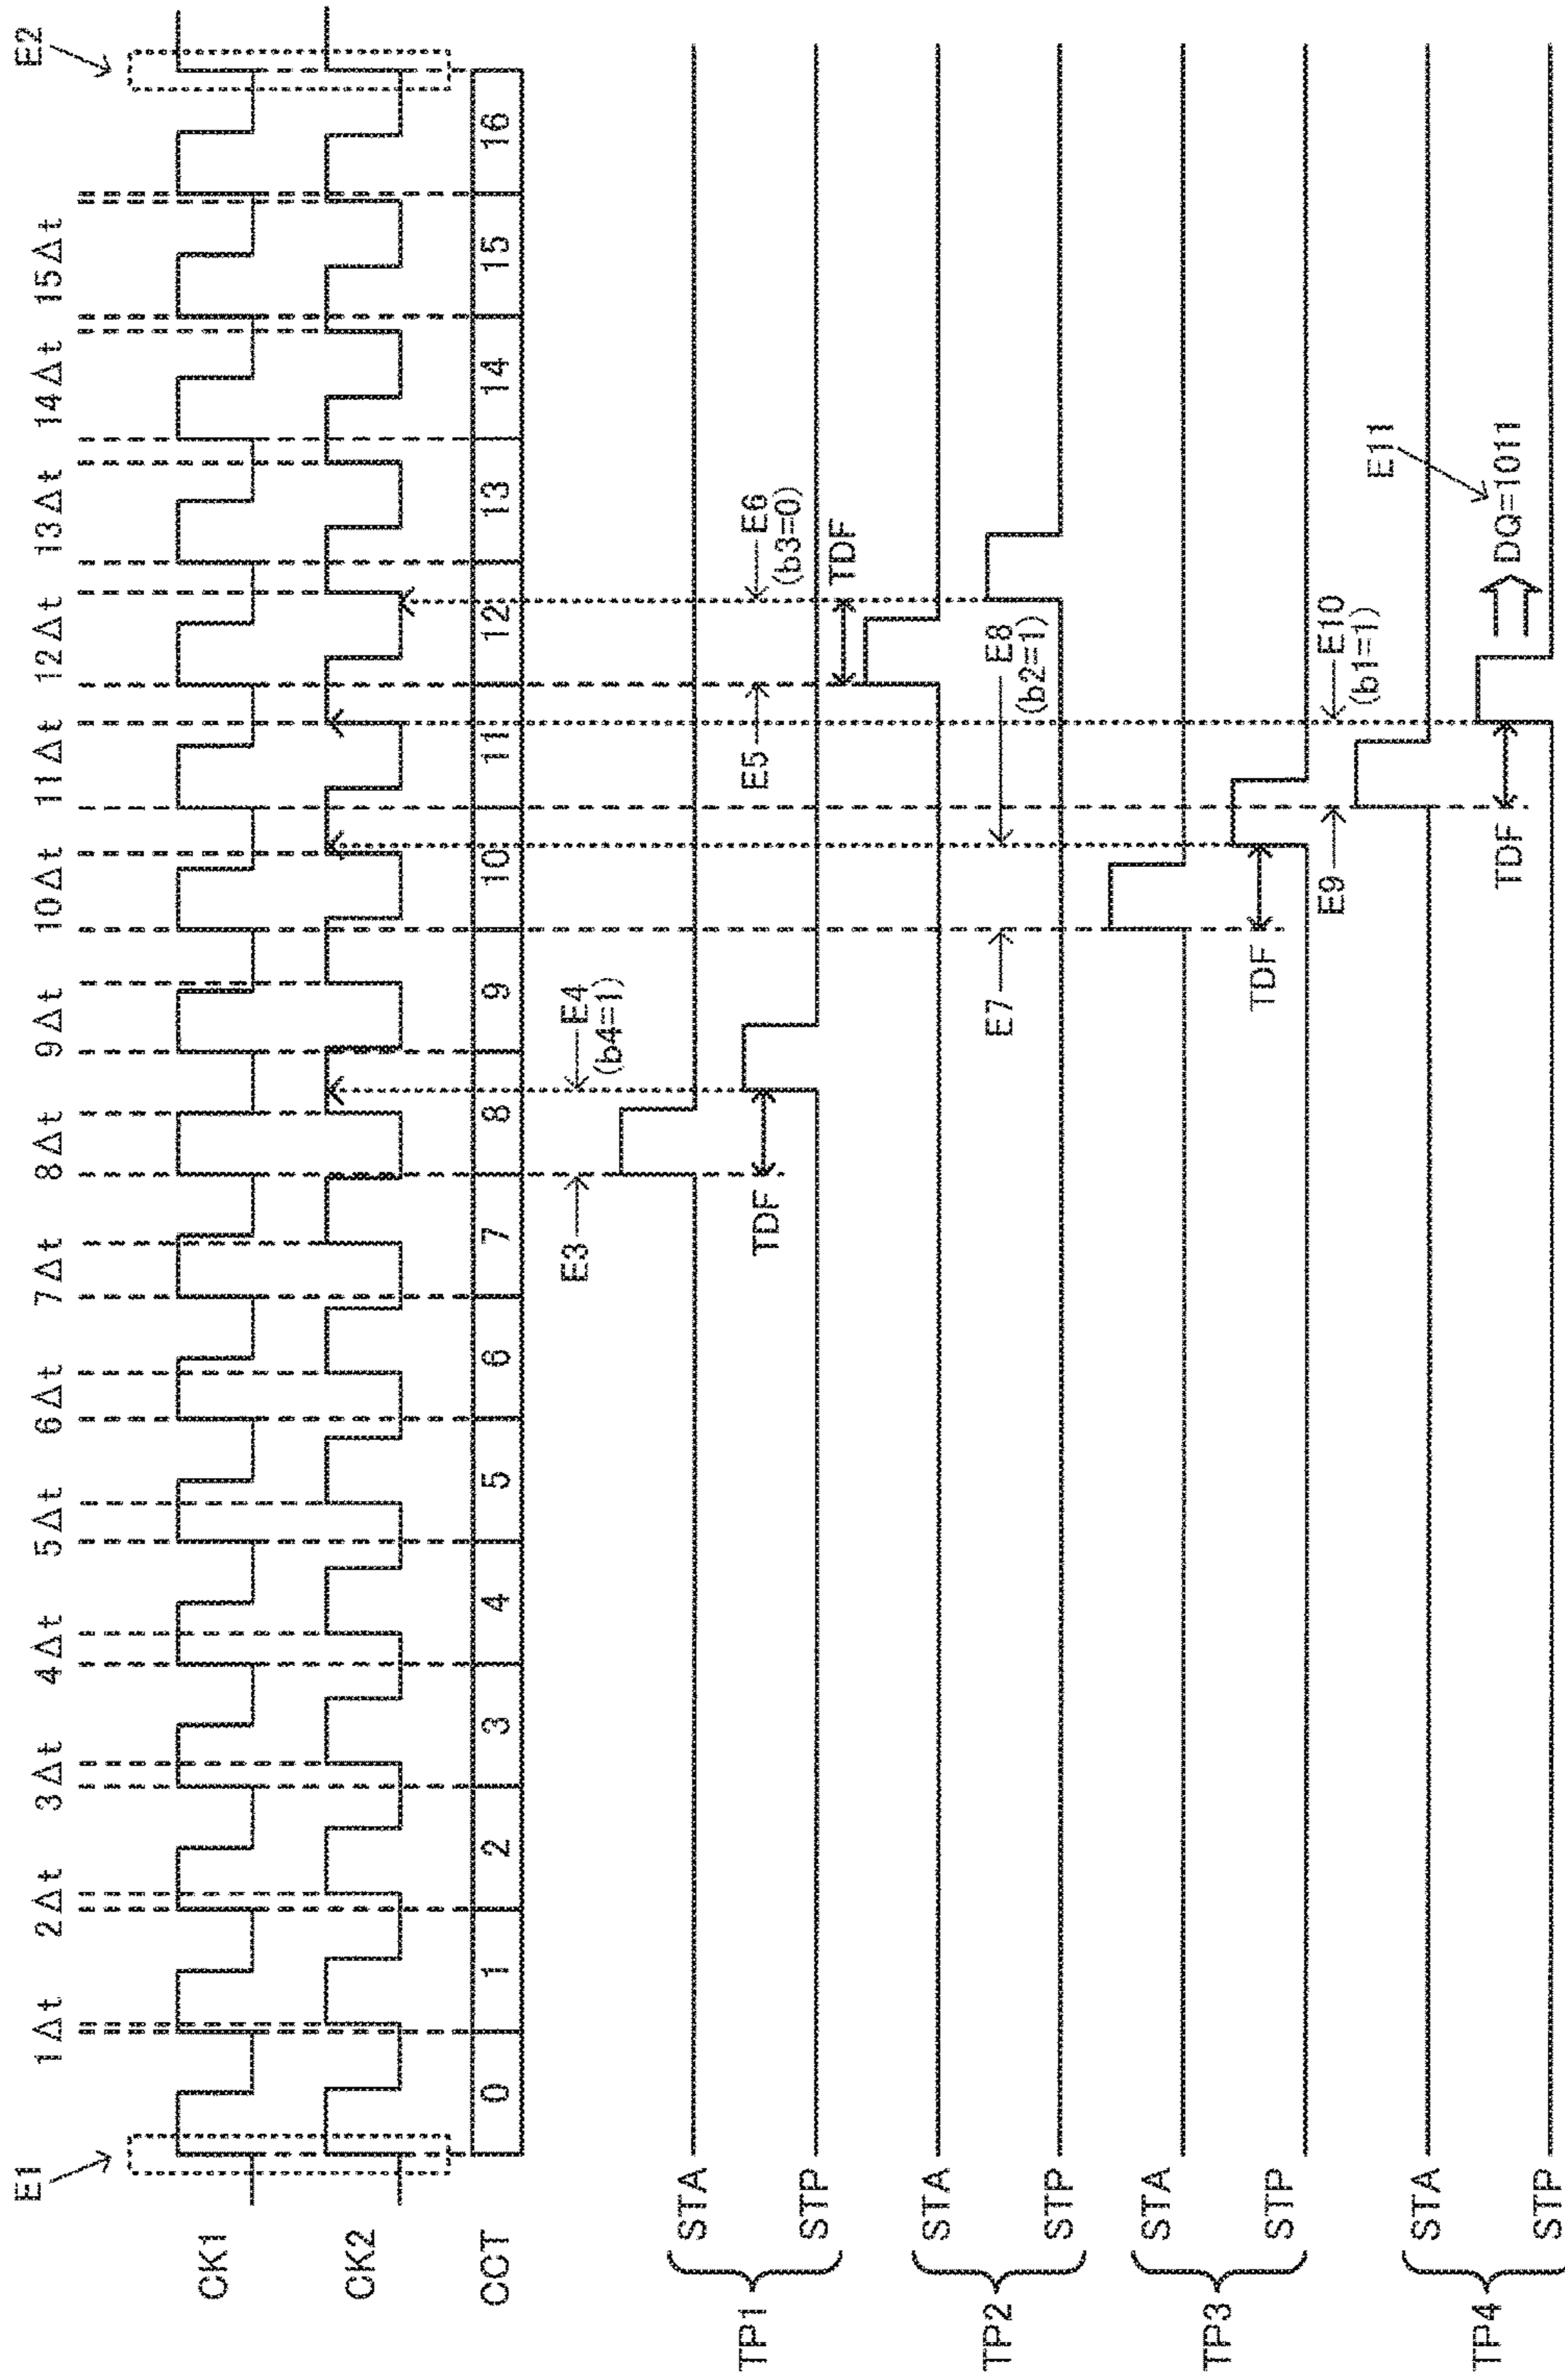 E1
E2
1Δt 2Δt 3Δt 4Δt 5Δt 6Δt 7Δt 8Δt 9Δt 10Δt 11Δt 12Δt 13Δt 14Δt 15Δt
CK1
CK2
CCT 0 1 2 3 4 5 6 7 8 9 10 11 12 13 14 15 16
E3 E4
(b4=1)
TP1
STA
STP
TDF
E5 E6
(b3=0)
TDF
TP2
STA
STP
E7 E8
(b2=1)
TP3
STA
STP
TDF
E9 E10
(b1=1)
TP4
STA
STP
TDF
E11
DQ=1011